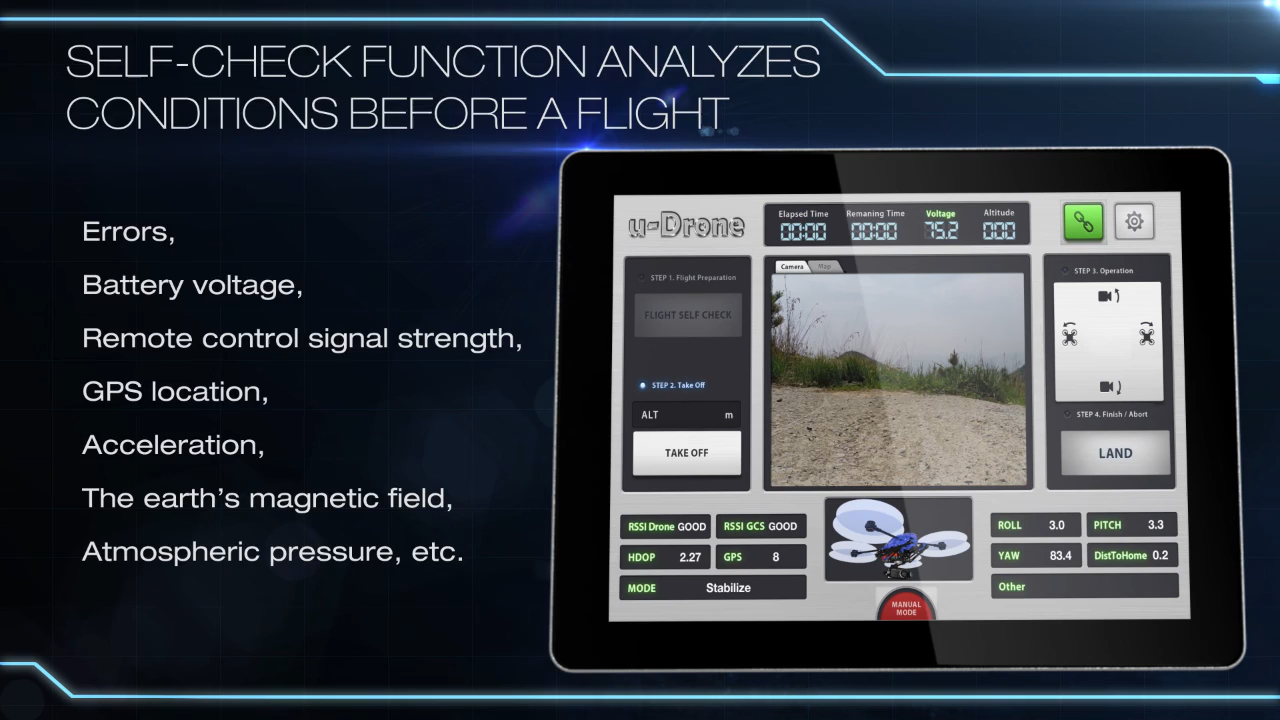 SELF-CHECK FUNCTION ANALYZES
CONDITIONS BEFORE A FLIGHT
Errors,
Battery voltage,
Remote control signal strength,
GPS location,
Acceleration,
The earth's magnetic field,
Atmospheric pressure, etc.
u-Drone
Elapsed Time
00:00
Remaning Time
00:00
Voltage
75.2
Altitude
000
STEP 1. Flight Preparation
FLIGHT SELF CHECK
STEP 2. Take Off
ALT m
TAKE OFF
Camera
Map
STEP 3. Operation
STEP 4. Finish / Abort
LAND
RSSI Drone GOOD
RSSI GCS GOOD
HDOP 2.27
GPS 8
MODE Stabilize
MANUAL
MODE
ROLL 3.0
PITCH 3.3
YAW 83.4
DistToHome 0.2
Other